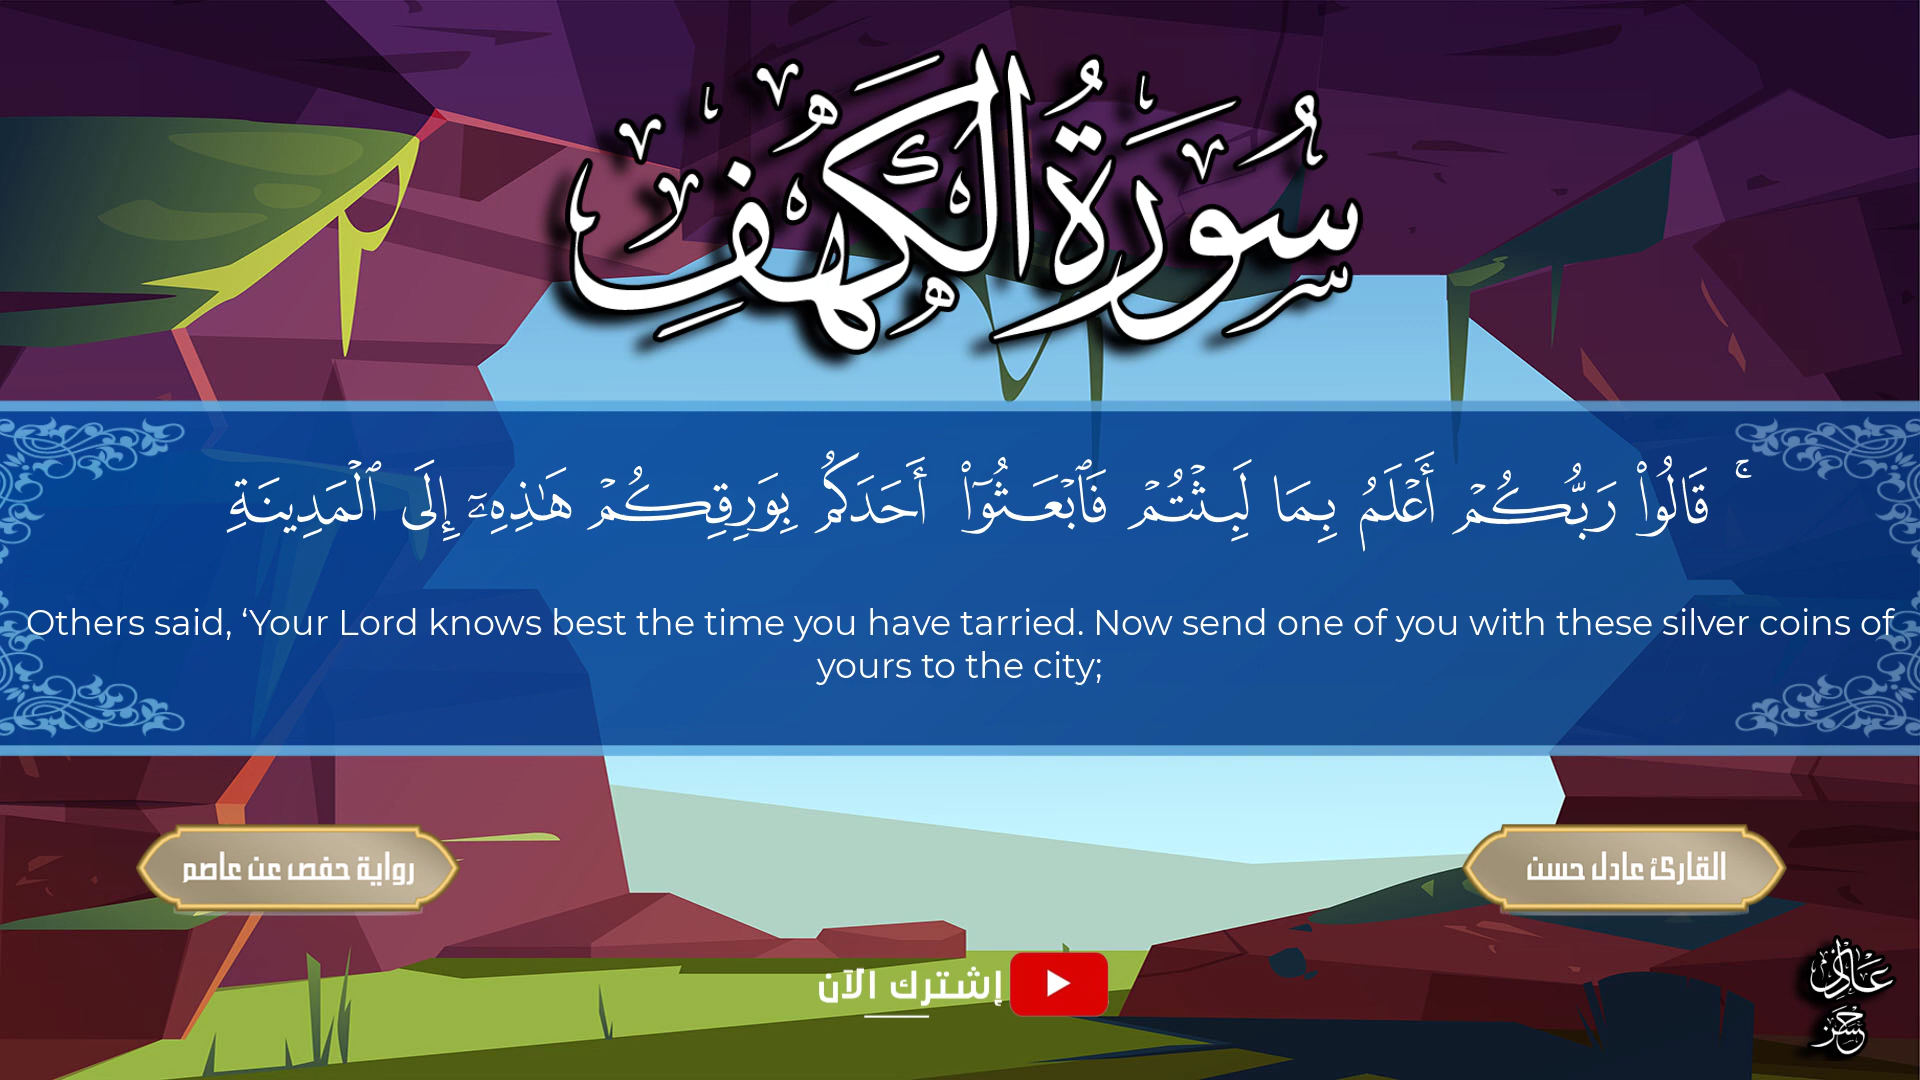 سُورَةُ الكَهْفِ
ۚ قَالُوا۟ رَبُّكُمْ أَعْلَمُ بِمَا لَبِثْتُمْ فَٱبْعَثُوٓا۟ أَحَدَكُم بِوَرِقِكُمْ هَـٰذِهِۦٓ إِلَى ٱلْمَدِينَةِ
Others said, ‘Your Lord knows best the time you have tarried. Now send one of you with these silver coins of
yours to the city;
القارئ عادل حسن
رواية حفص عن عاصم
إشترك الآن
عادل
حسن